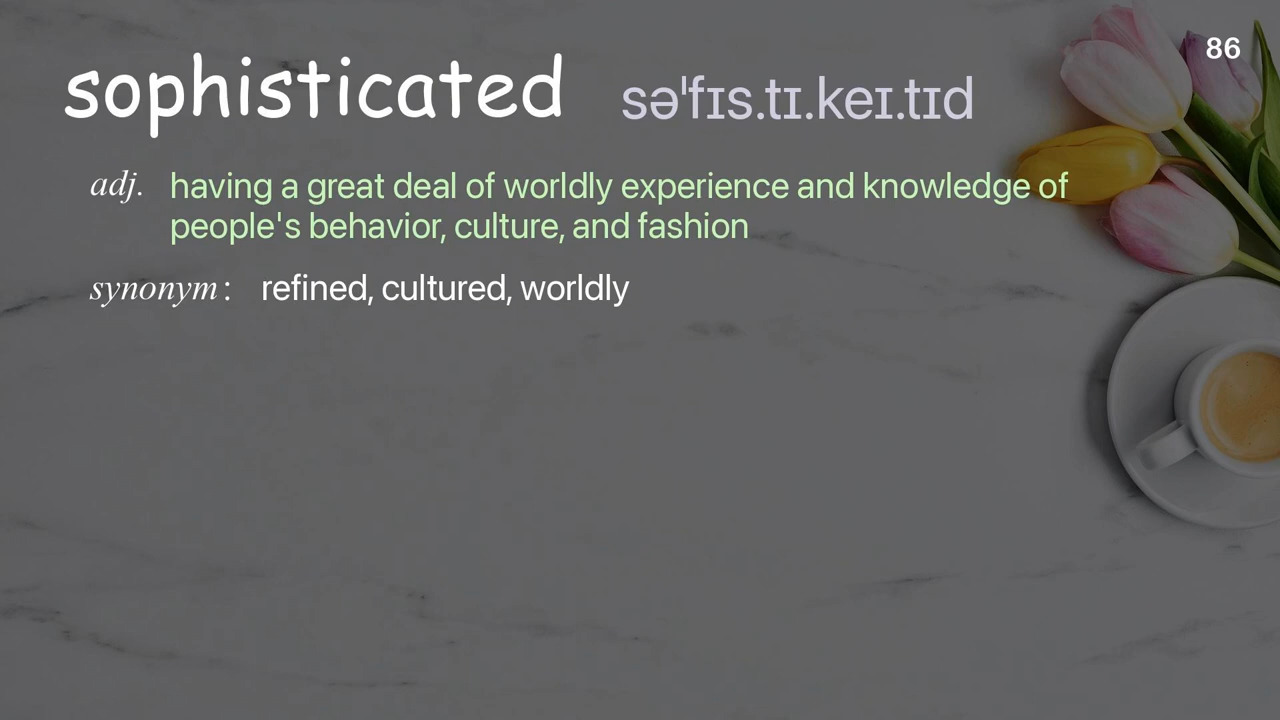 86
sophisticated səˈfɪs.tɪ.keɪ.tɪd
adj. having a great deal of worldly experience and knowledge of
people's behavior, culture, and fashion
synonym: refined, cultured, worldly